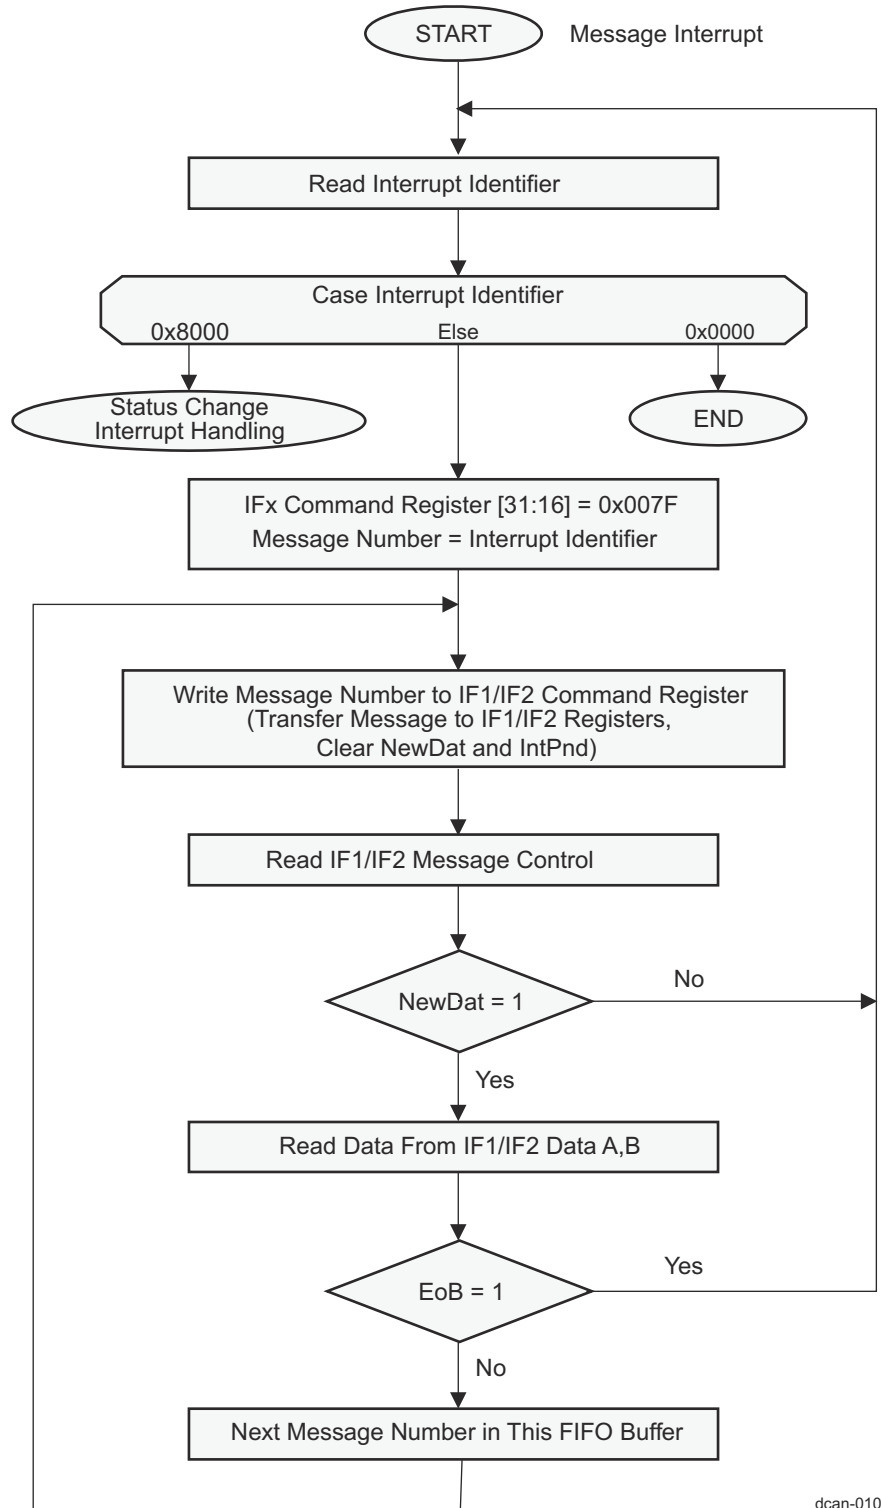 START
Message Interrupt
Read Interrupt Identifier
Case Interrupt Identifier
0x8000
Else
0x0000
Status Change
Interrupt Handling
END
IFx Command Register [31:16] = 0x007F
Message Number = Interrupt Identifier
Write Message Number to IF1/IF2 Command Register
(Transfer Message to IF1/IF2 Registers,
Clear NewDat and IntPnd)
Read IF1/IF2 Message Control
NewDat = 1
No
Yes
Read Data From IF1/IF2 Data A,B
EoB = 1
Yes
No
Next Message Number in This FIFO Buffer
dcan-010